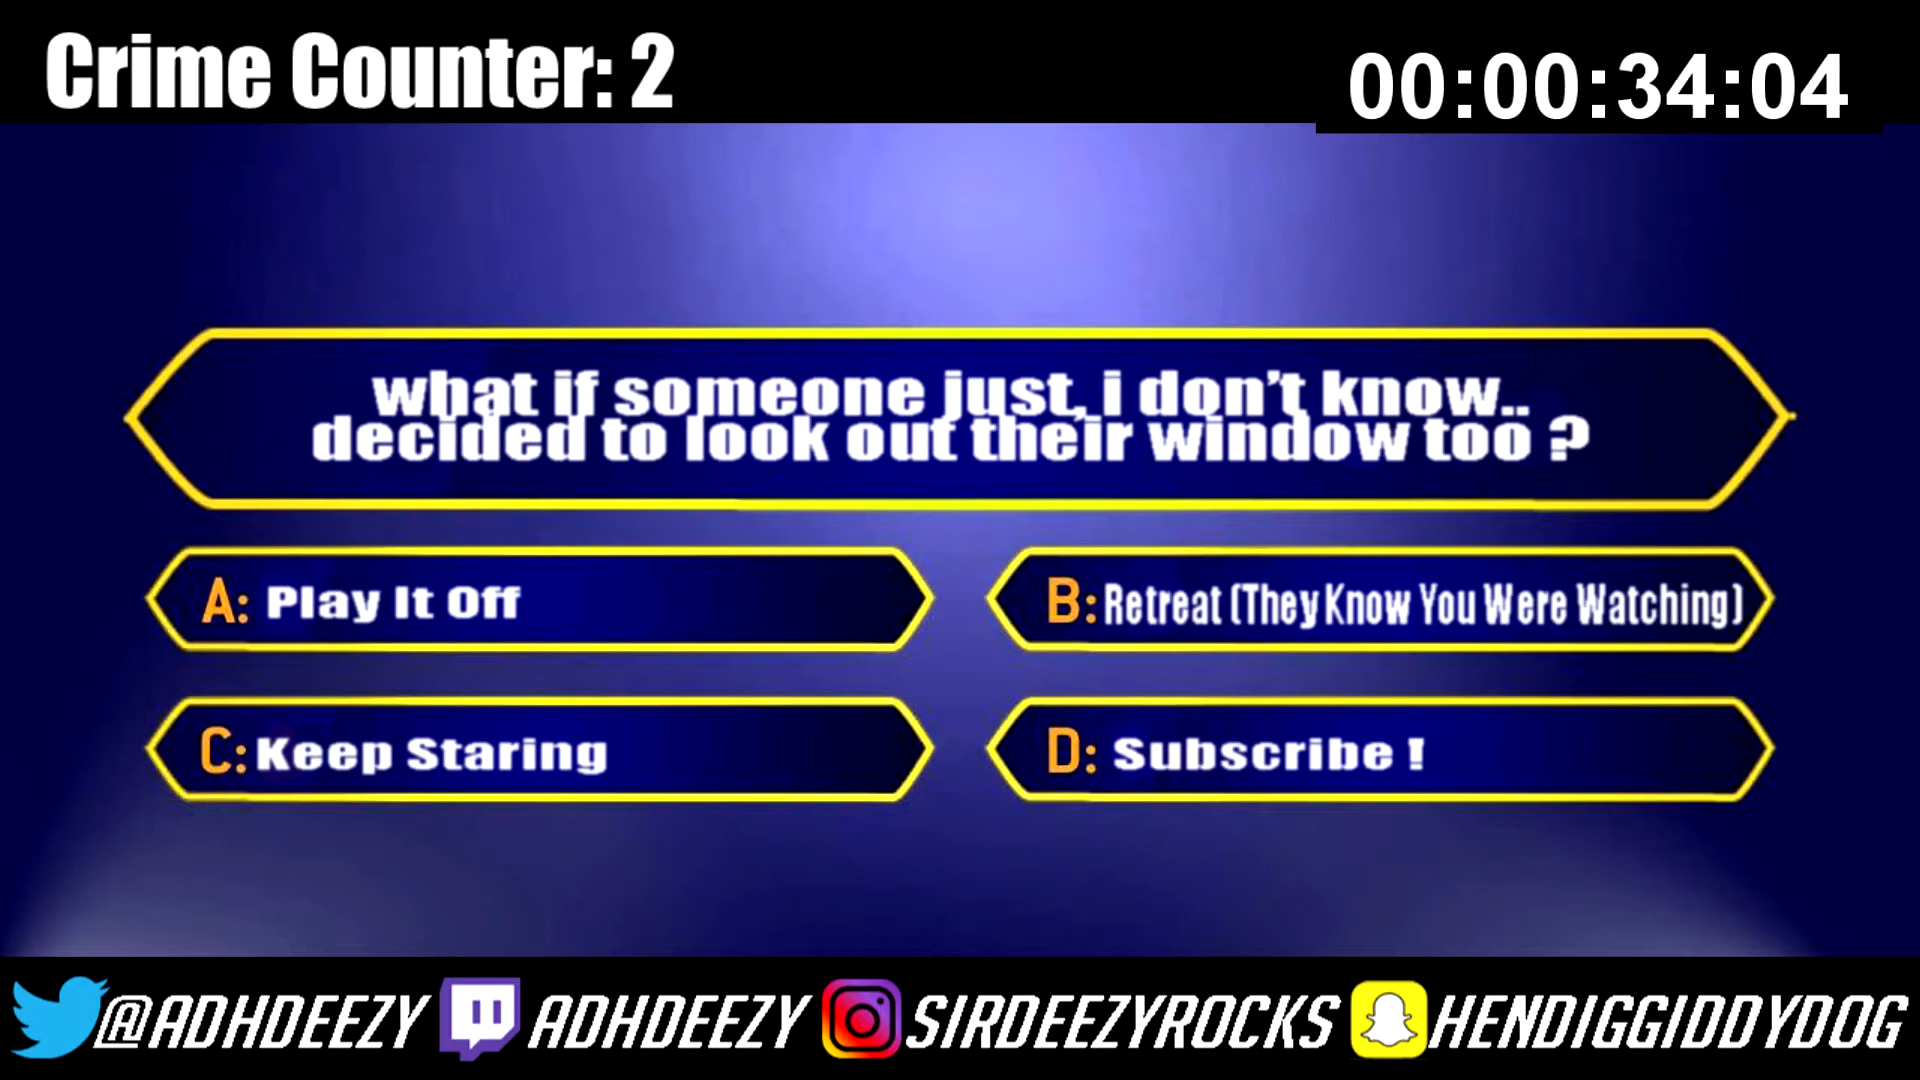 Crime Counter: 2
00:00:34:04
what if someone just, i don't know..
decided to look out their window too ?
A: Play It Off
B: Retreat (They Know You Were Watching)
C: Keep Staring
D: Subscribe !
@ADHDEEZY ADHDEEZY SIRDEEZYROCKS HENDIGGIDDYDOG